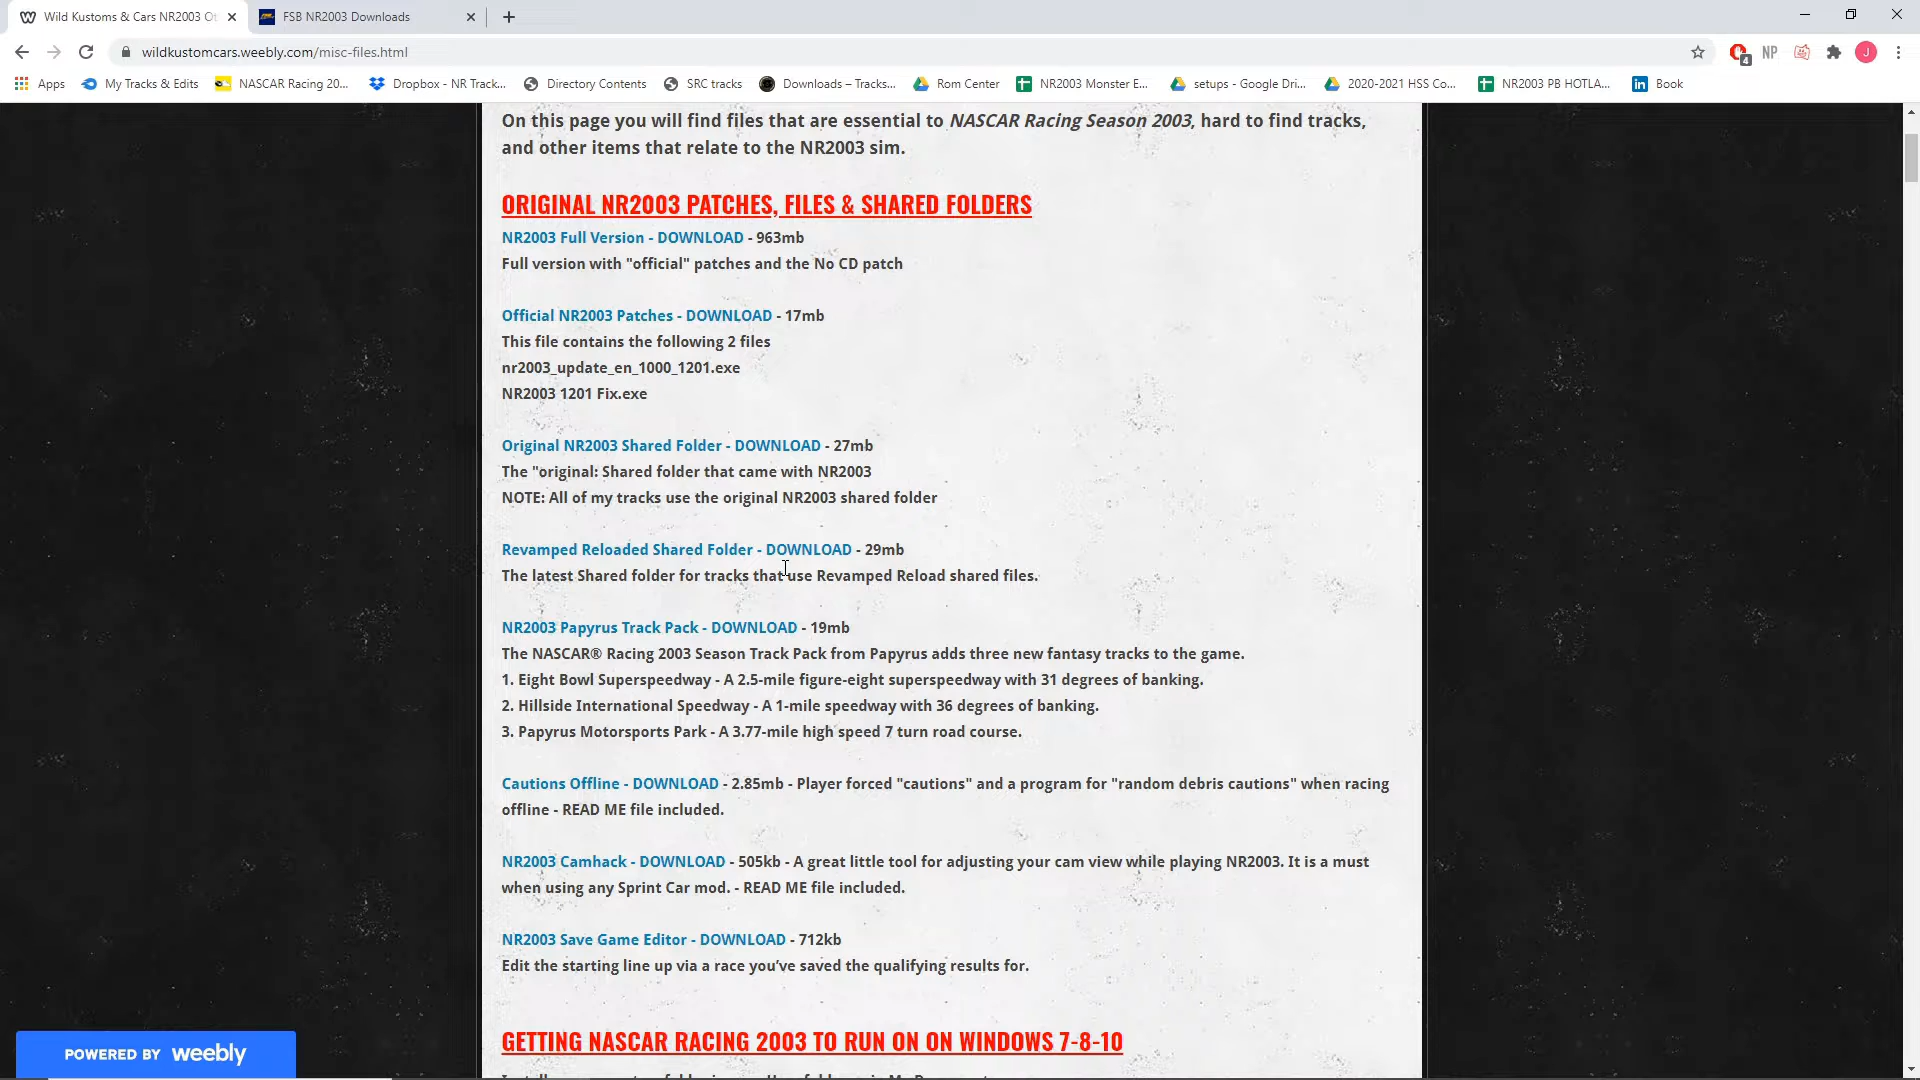 Wild Kustoms & Cars NR2003 Ot
FSB NR2003 Downloads
wildkustomcars.weebly.com/misc-files.html
4
NP
J
Apps
My Tracks & Edits
NASCAR Racing 20...
Dropbox - NR Track...
Directory Contents
SRC tracks
Downloads – Tracks...
Rom Center
NR2003 Monster E...
setups - Google Dri...
2020-2021 HSS Co...
NR2003 PB HOTLA...
Book
On this page you will find files that are essential to NASCAR Racing Season 2003, hard to find tracks,
and other items that relate to the NR2003 sim.
ORIGINAL NR2003 PATCHES, FILES & SHARED FOLDERS
NR2003 Full Version - DOWNLOAD - 963mb
Full version with "official" patches and the No CD patch
Official NR2003 Patches - DOWNLOAD - 17mb
This file contains the following 2 files
nr2003_update_en_1000_1201.exe
NR2003 1201 Fix.exe
Original NR2003 Shared Folder - DOWNLOAD - 27mb
The "original: Shared folder that came with NR2003
NOTE: All of my tracks use the original NR2003 shared folder
Revamped Reloaded Shared Folder - DOWNLOAD - 29mb
The latest Shared folder for tracks that use Revamped Reload shared files.
NR2003 Papyrus Track Pack - DOWNLOAD - 19mb
The NASCAR® Racing 2003 Season Track Pack from Papyrus adds three new fantasy tracks to the game.
1. Eight Bowl Superspeedway - A 2.5-mile figure-eight superspeedway with 31 degrees of banking.
2. Hillside International Speedway - A 1-mile speedway with 36 degrees of banking.
3. Papyrus Motorsports Park - A 3.77-mile high speed 7 turn road course.
Cautions Offline - DOWNLOAD - 2.85mb - Player forced "cautions" and a program for "random debris cautions" when racing
offline - READ ME file included.
NR2003 Camhack - DOWNLOAD - 505kb - A great little tool for adjusting your cam view while playing NR2003. It is a must
when using any Sprint Car mod. - READ ME file included.
NR2003 Save Game Editor - DOWNLOAD - 712kb
Edit the starting line up via a race you've saved the qualifying results for.
GETTING NASCAR RACING 2003 TO RUN ON ON WINDOWS 7-8-10
POWERED BY weebly